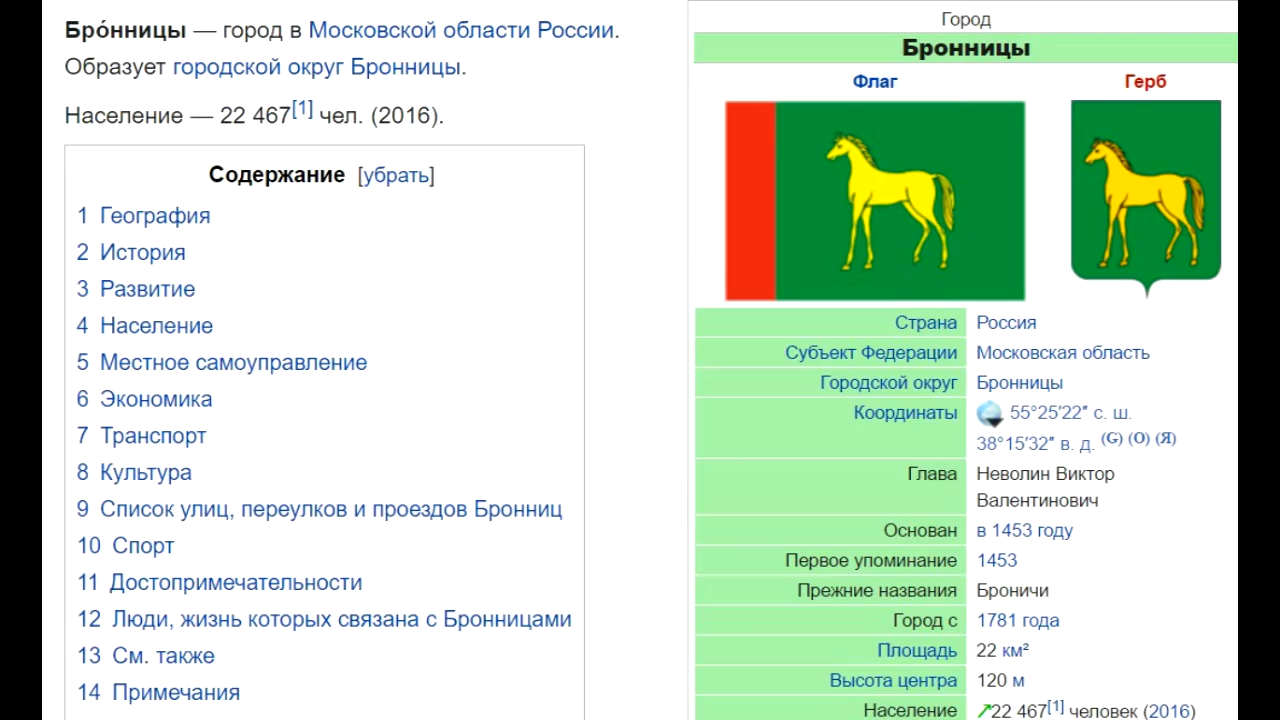 Бро́нницы — город в Московской области России.
Образует городской округ Бронницы.
Население — 22 467[1] чел. (2016).
Содержание [убрать]
1 География
2 История
3 Развитие
4 Население
5 Местное самоуправление
6 Экономика
7 Транспорт
8 Культура
9 Список улиц, переулков и проездов Бронниц
10 Спорт
11 Достопримечательности
12 Люди, жизнь которых связана с Бронницами
13 См. также
14 Примечания
Город
Бронницы
Флаг Герб
Страна Россия
Субъект Федерации Московская область
Городской округ Бронницы
Координаты 55°25′22″ с. ш.
38°15′32″ в. д. (G) (O) (Я)
Глава Неволин Виктор
Валентинович
Основан в 1453 году
Первое упоминание 1453
Прежние названия Броничи
Город с 1781 года
Площадь 22 км²
Высота центра 120 м
Население ↗22 467[1] человек (2016)